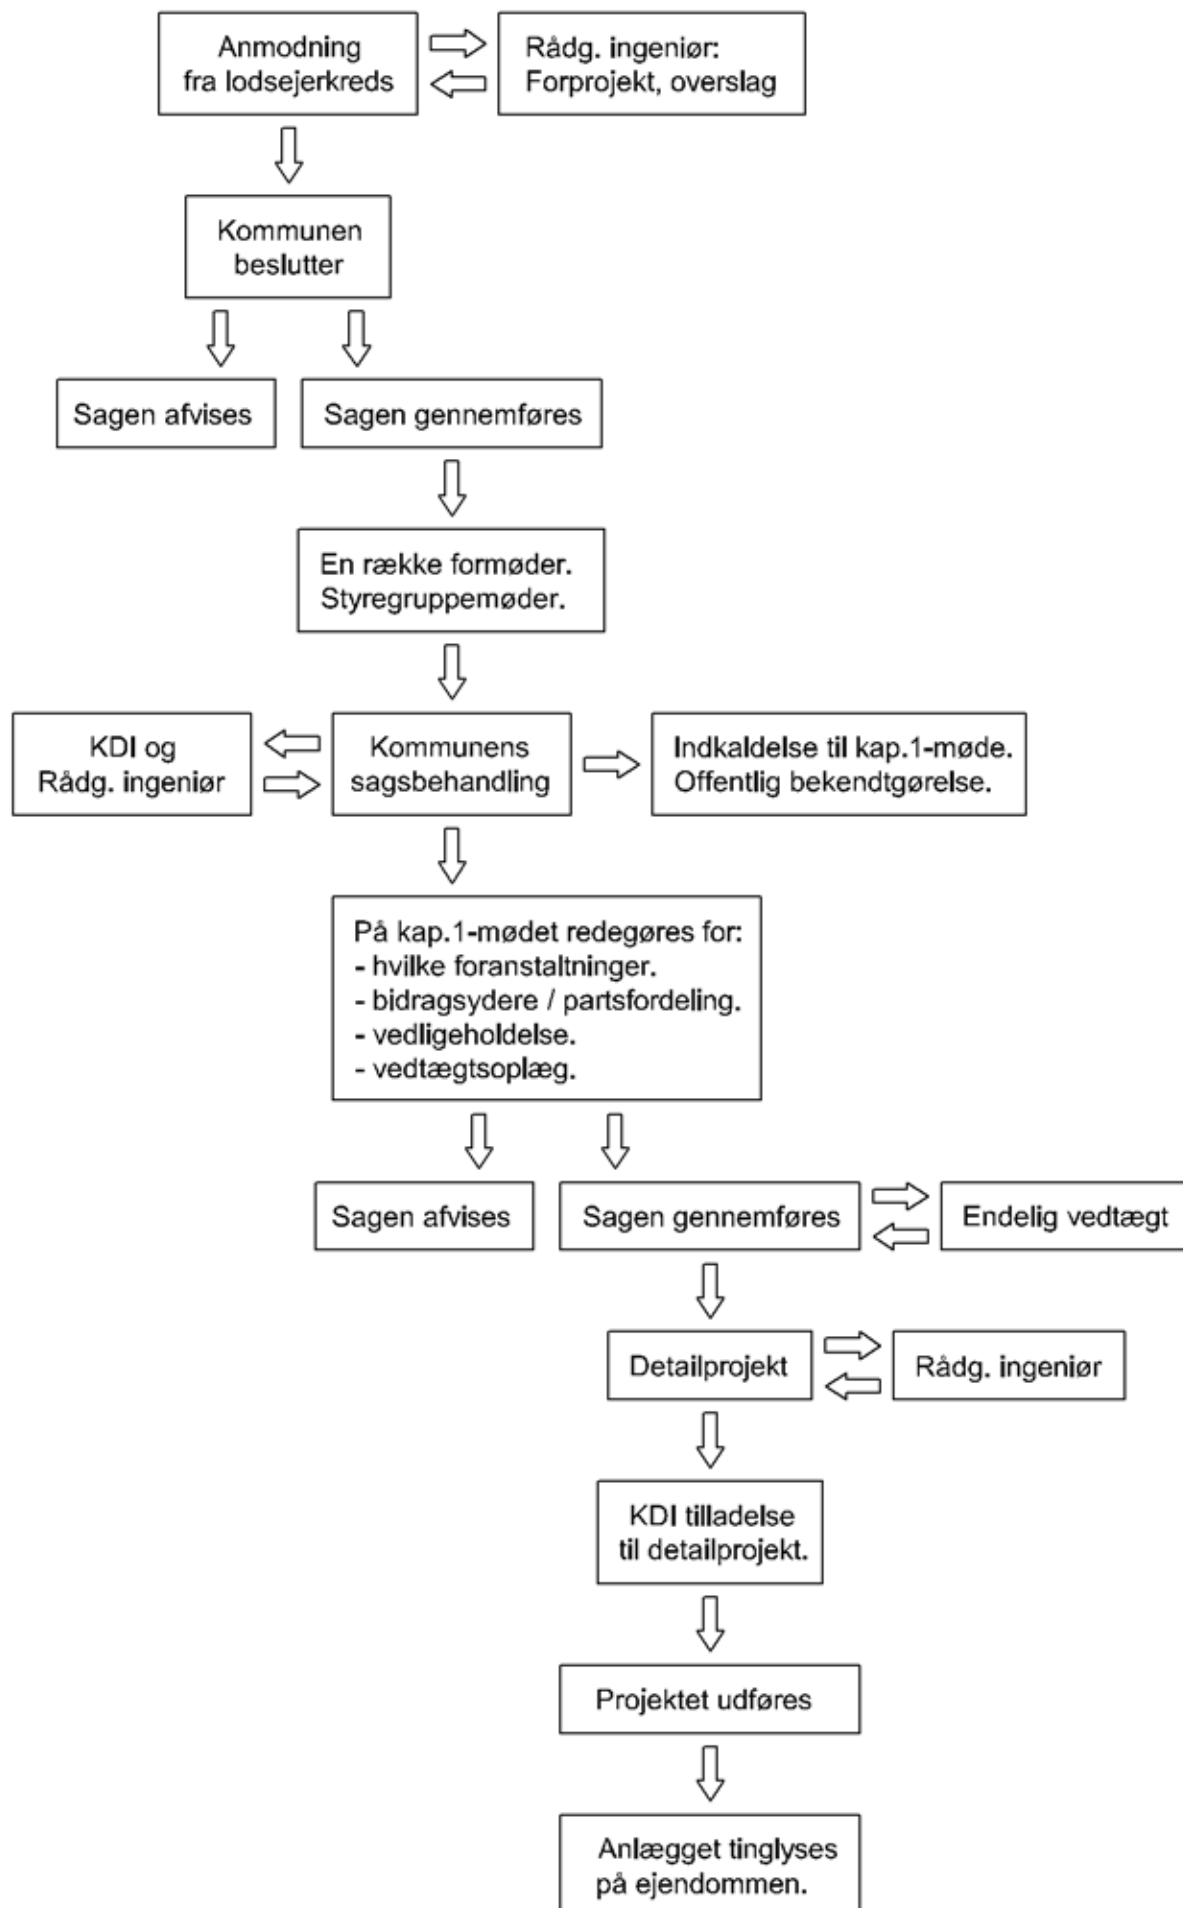 Anmodning
fra lodsejerkreds
Rådg. ingeniør:
Forprojekt, overslag
Kommunen
beslutter
Sagen afvises
Sagen gennemføres
En række formøder.
Styregruppemøder.
KDI og
Rådg. ingeniør
Kommunens
sagsbehandling
Indkaldelse til kap.1-møde.
Offentlig bekendtgørelse.
På kap.1-mødet redegøres for:
- hvilke foranstaltninger.
- bidragsydere / partsfordeling.
- vedligeholdelse.
- vedtægtsoplæg.
Sagen afvises
Sagen gennemføres
Endelig vedtægt
Detailprojekt
Rådg. ingeniør
KDI tilladelse
til detailprojekt.
Projektet udføres
Anlægget tinglyses
på ejendommen.